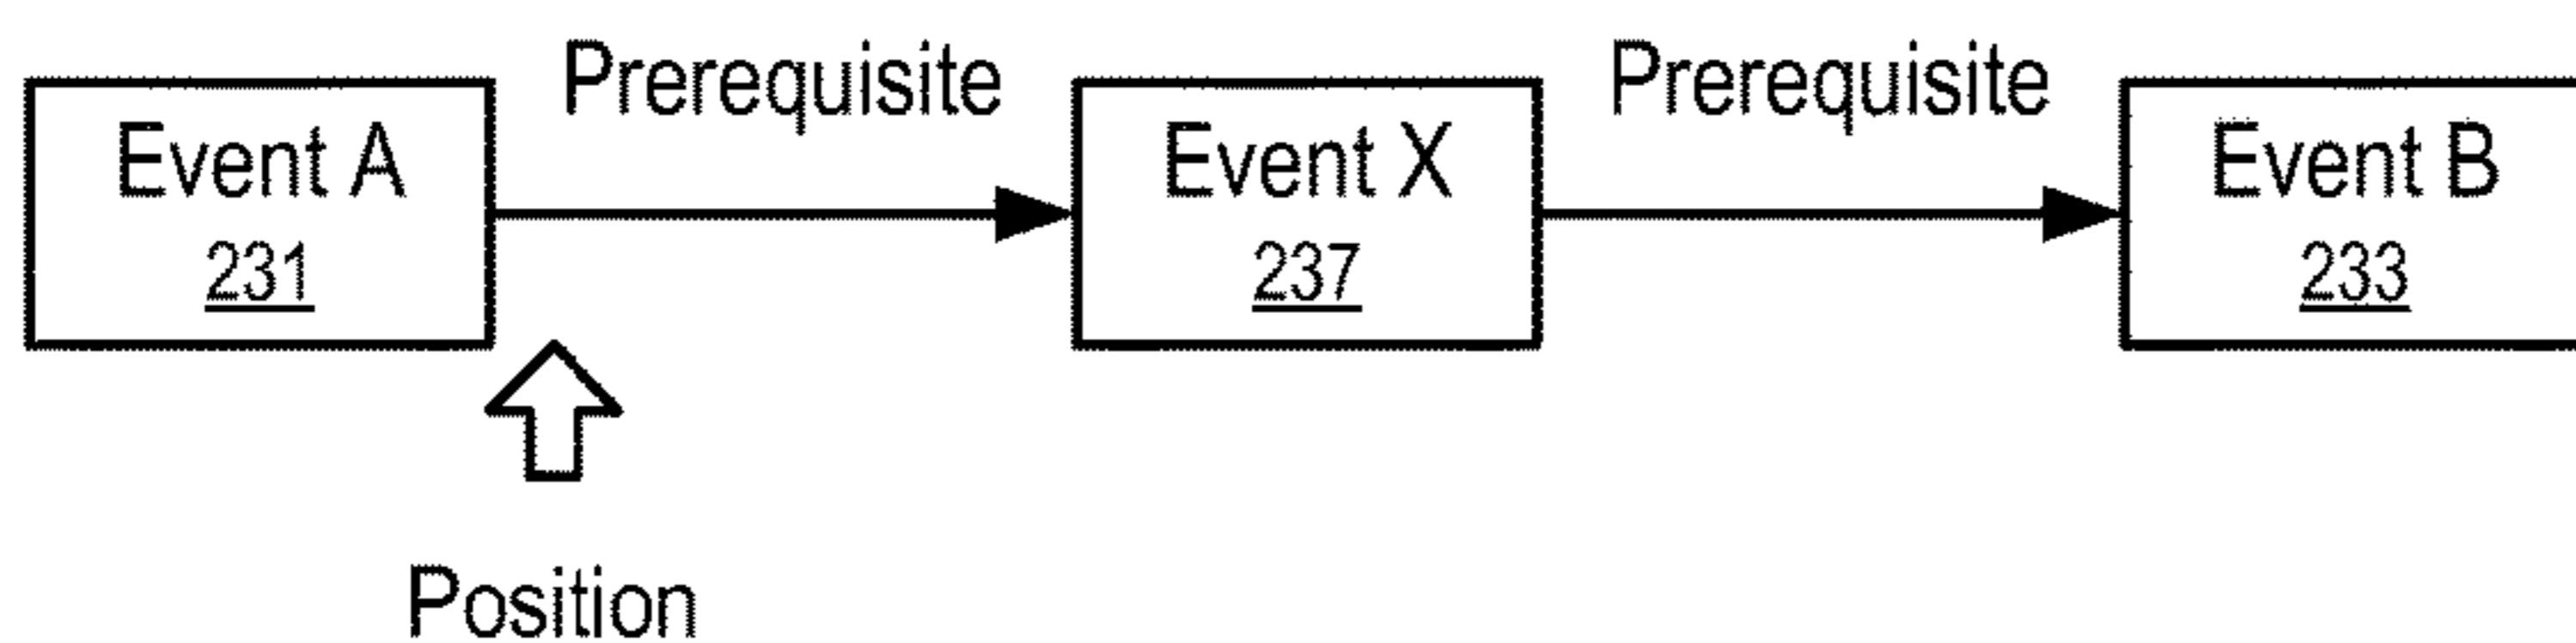 Prerequisite
Prerequisite
Event A
231
Event X
237
Event B
233
Position